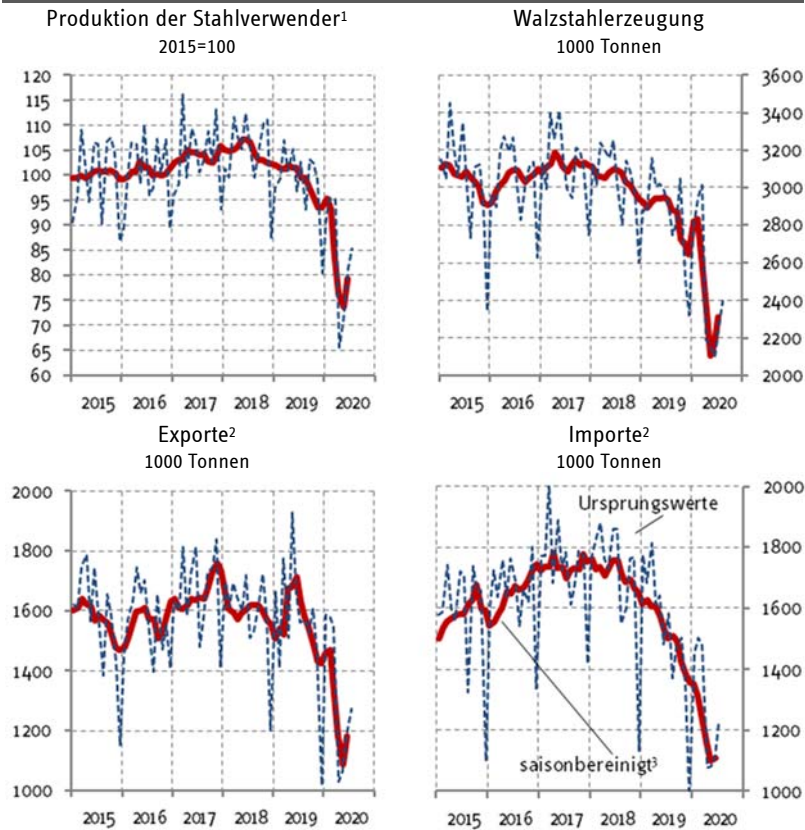 Produktion der Stahlverwender¹
2015=100
120
115
110
105
100
95
90
85
80
75
70
65
60
2015 2016 2017 2018 2019 2020
Walzstahlerzeugung
1000 Tonnen
3600
3400
3200
3000
2800
2600
2400
2200
2000
2015 2016 2017 2018 2019 2020
Exporte²
1000 Tonnen
2000
1800
1600
1400
1200
1000
2015 2016 2017 2018 2019 2020
Importe²
1000 Tonnen
Ursprungswerte
saisonbereinigt³
2000
1800
1600
1400
1200
1000
2015 2016 2017 2018 2019 2020